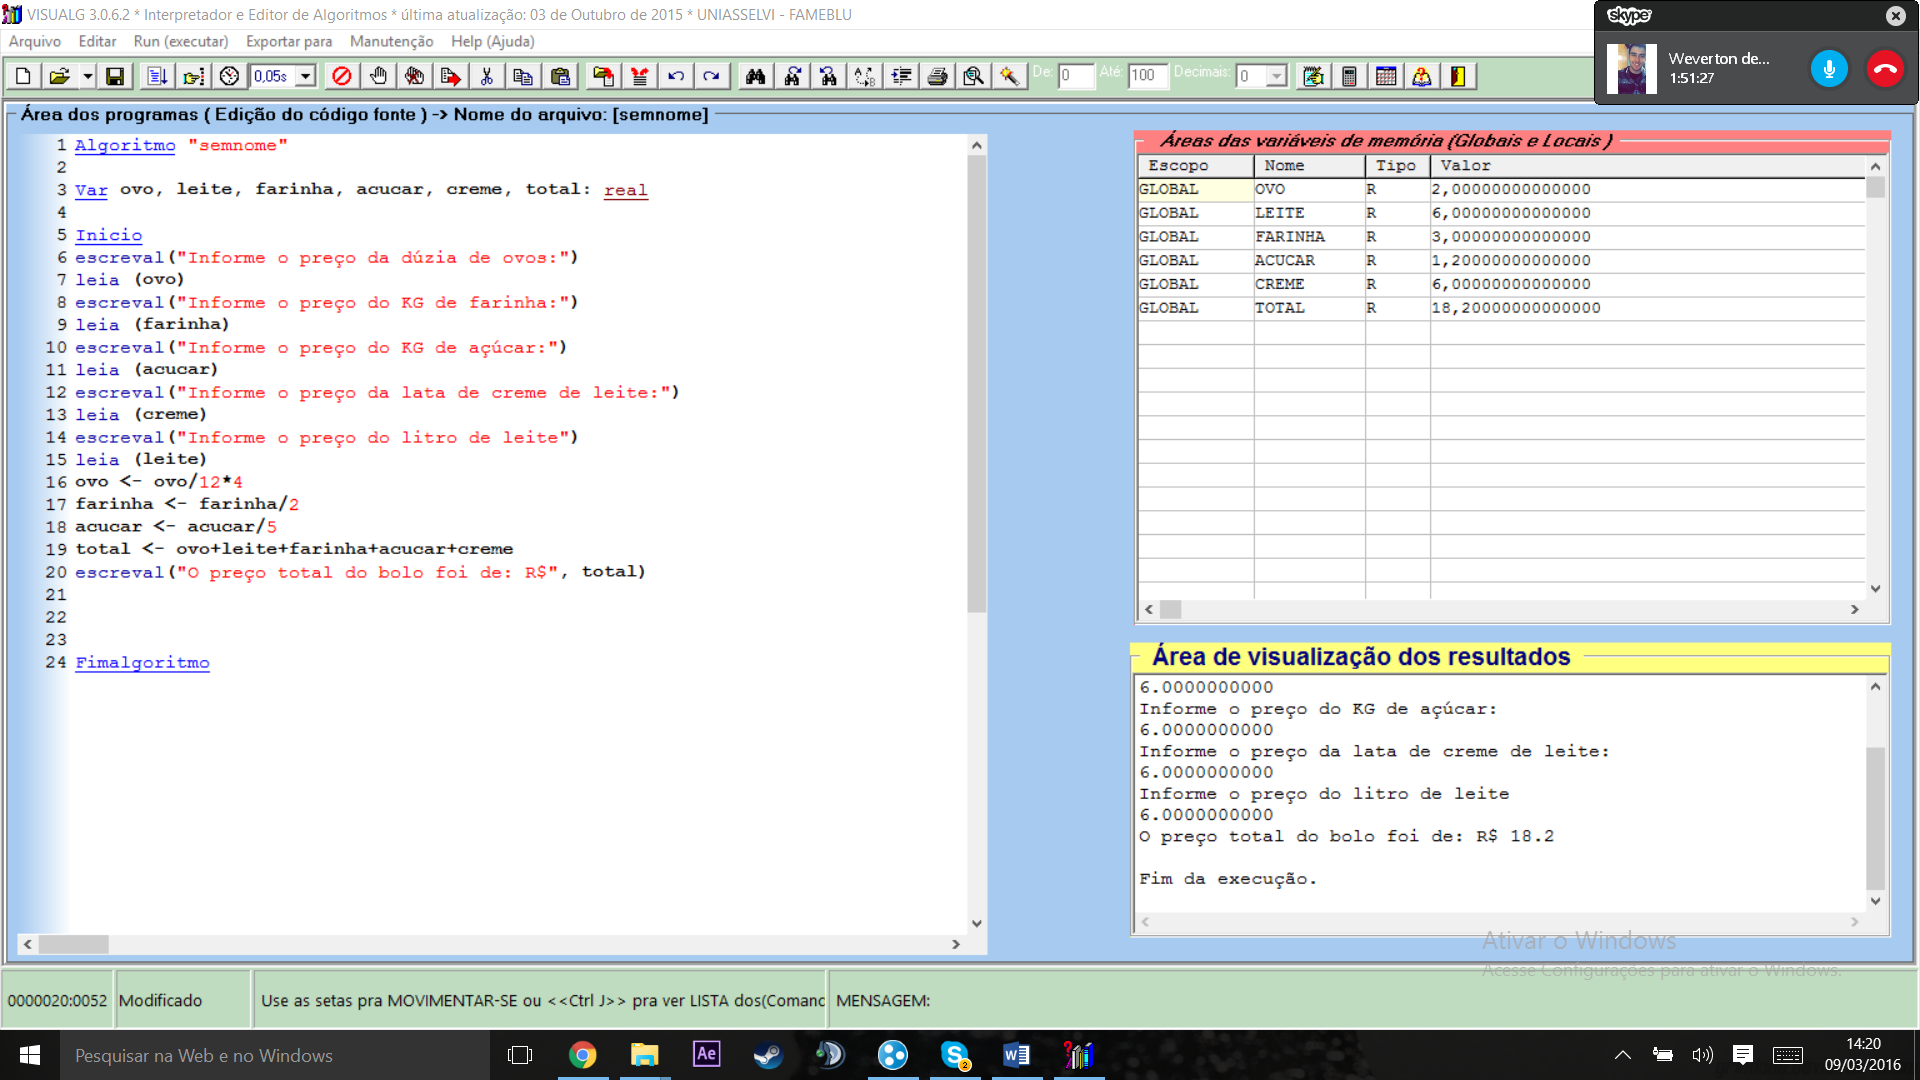 VISUALG 3.0.6.2 * Interpretador e Editor de Algoritmos * última atualização: 03 de Outubro de 2015 * UNIASSELVI - FAMEBLU
Arquivo Editar Run (executar) Exportar para Manutenção Help (Ajuda)
0,05s De: 0 Até: 100 Decimais: 0
skype
Weverton de...
1:51:27
Área dos programas ( Edição do código fonte ) -> Nome do arquivo: [semnome]
1 Algoritmo "semnome"
2
3 Var ovo, leite, farinha, acucar, creme, total: real
4
5 Inicio
6 escreval("Informe o preço da dúzia de ovos:")
7 leia (ovo)
8 escreval("Informe o preço do KG de farinha:")
9 leia (farinha)
10 escreval("Informe o preço do KG de açúcar:")
11 leia (acucar)
12 escreval("Informe o preço da lata de creme de leite:")
13 leia (creme)
14 escreval("Informe o preço do litro de leite")
15 leia (leite)
16 ovo <- ovo/12*4
17 farinha <- farinha/2
18 acucar <- acucar/5
19 total <- ovo+leite+farinha+acucar+creme
20 escreval("O preço total do bolo foi de: R$", total)
21
22
23
24 Fimalgoritmo
Áreas das variáveis de memória (Globais e Locais )
Escopo Nome Tipo Valor
GLOBAL OVO R 2,00000000000000
GLOBAL LEITE R 6,00000000000000
GLOBAL FARINHA R 3,00000000000000
GLOBAL ACUCAR R 1,20000000000000
GLOBAL CREME R 6,00000000000000
GLOBAL TOTAL R 18,20000000000000
Área de visualização dos resultados
6.0000000000
Informe o preço do KG de açúcar:
6.0000000000
Informe o preço da lata de creme de leite:
6.0000000000
Informe o preço do litro de leite
6.0000000000
O preço total do bolo foi de: R$ 18.2
Fim da execução.
Ativar o Windows
Acesse Configurações para ativar o Windows.
0000020:0052 Modificado Use as setas pra MOVIMENTAR-SE ou <<Ctrl J>> pra ver LISTA dos(Comanc MENSAGEM:
Pesquisar na Web e no Windows
Ae
2
14:20
09/03/2016